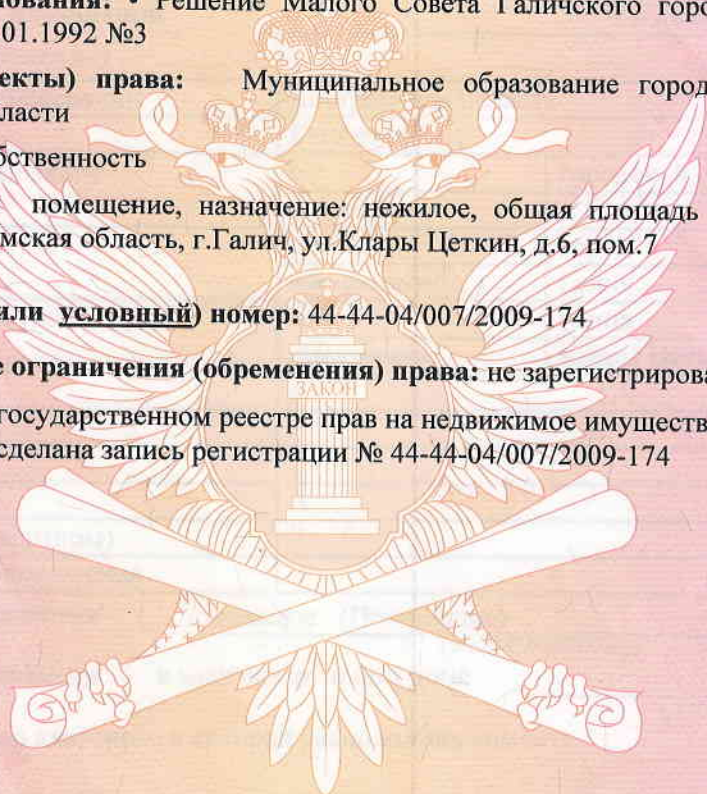 нования: • Решение Малого Совета Галичского горо
01.1992 №3
екты) права: Муниципальное образование город
ласти
бственность
помещение, назначение: нежилое, общая площадь
мская область, г.Галич, ул.Клары Цеткин, д.6, пом.7
или условный) номер: 44-44-04/007/2009-174
е ограничения (обременения) права: не зарегистрирова
ЗАКОН
государственном реестре прав на недвижимое имуществ
сделана запись регистрации № 44-44-04/007/2009-174